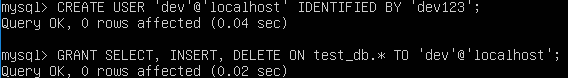 mysql> CREATE USER 'dev'@'localhost' IDENTIFIED BY 'dev123';
Query OK, 0 rows affected (0.04 sec)
mysql> GRANT SELECT, INSERT, DELETE ON test_db.* TO 'dev'@'localhost';
Query OK, 0 rows affected (0.02 sec)